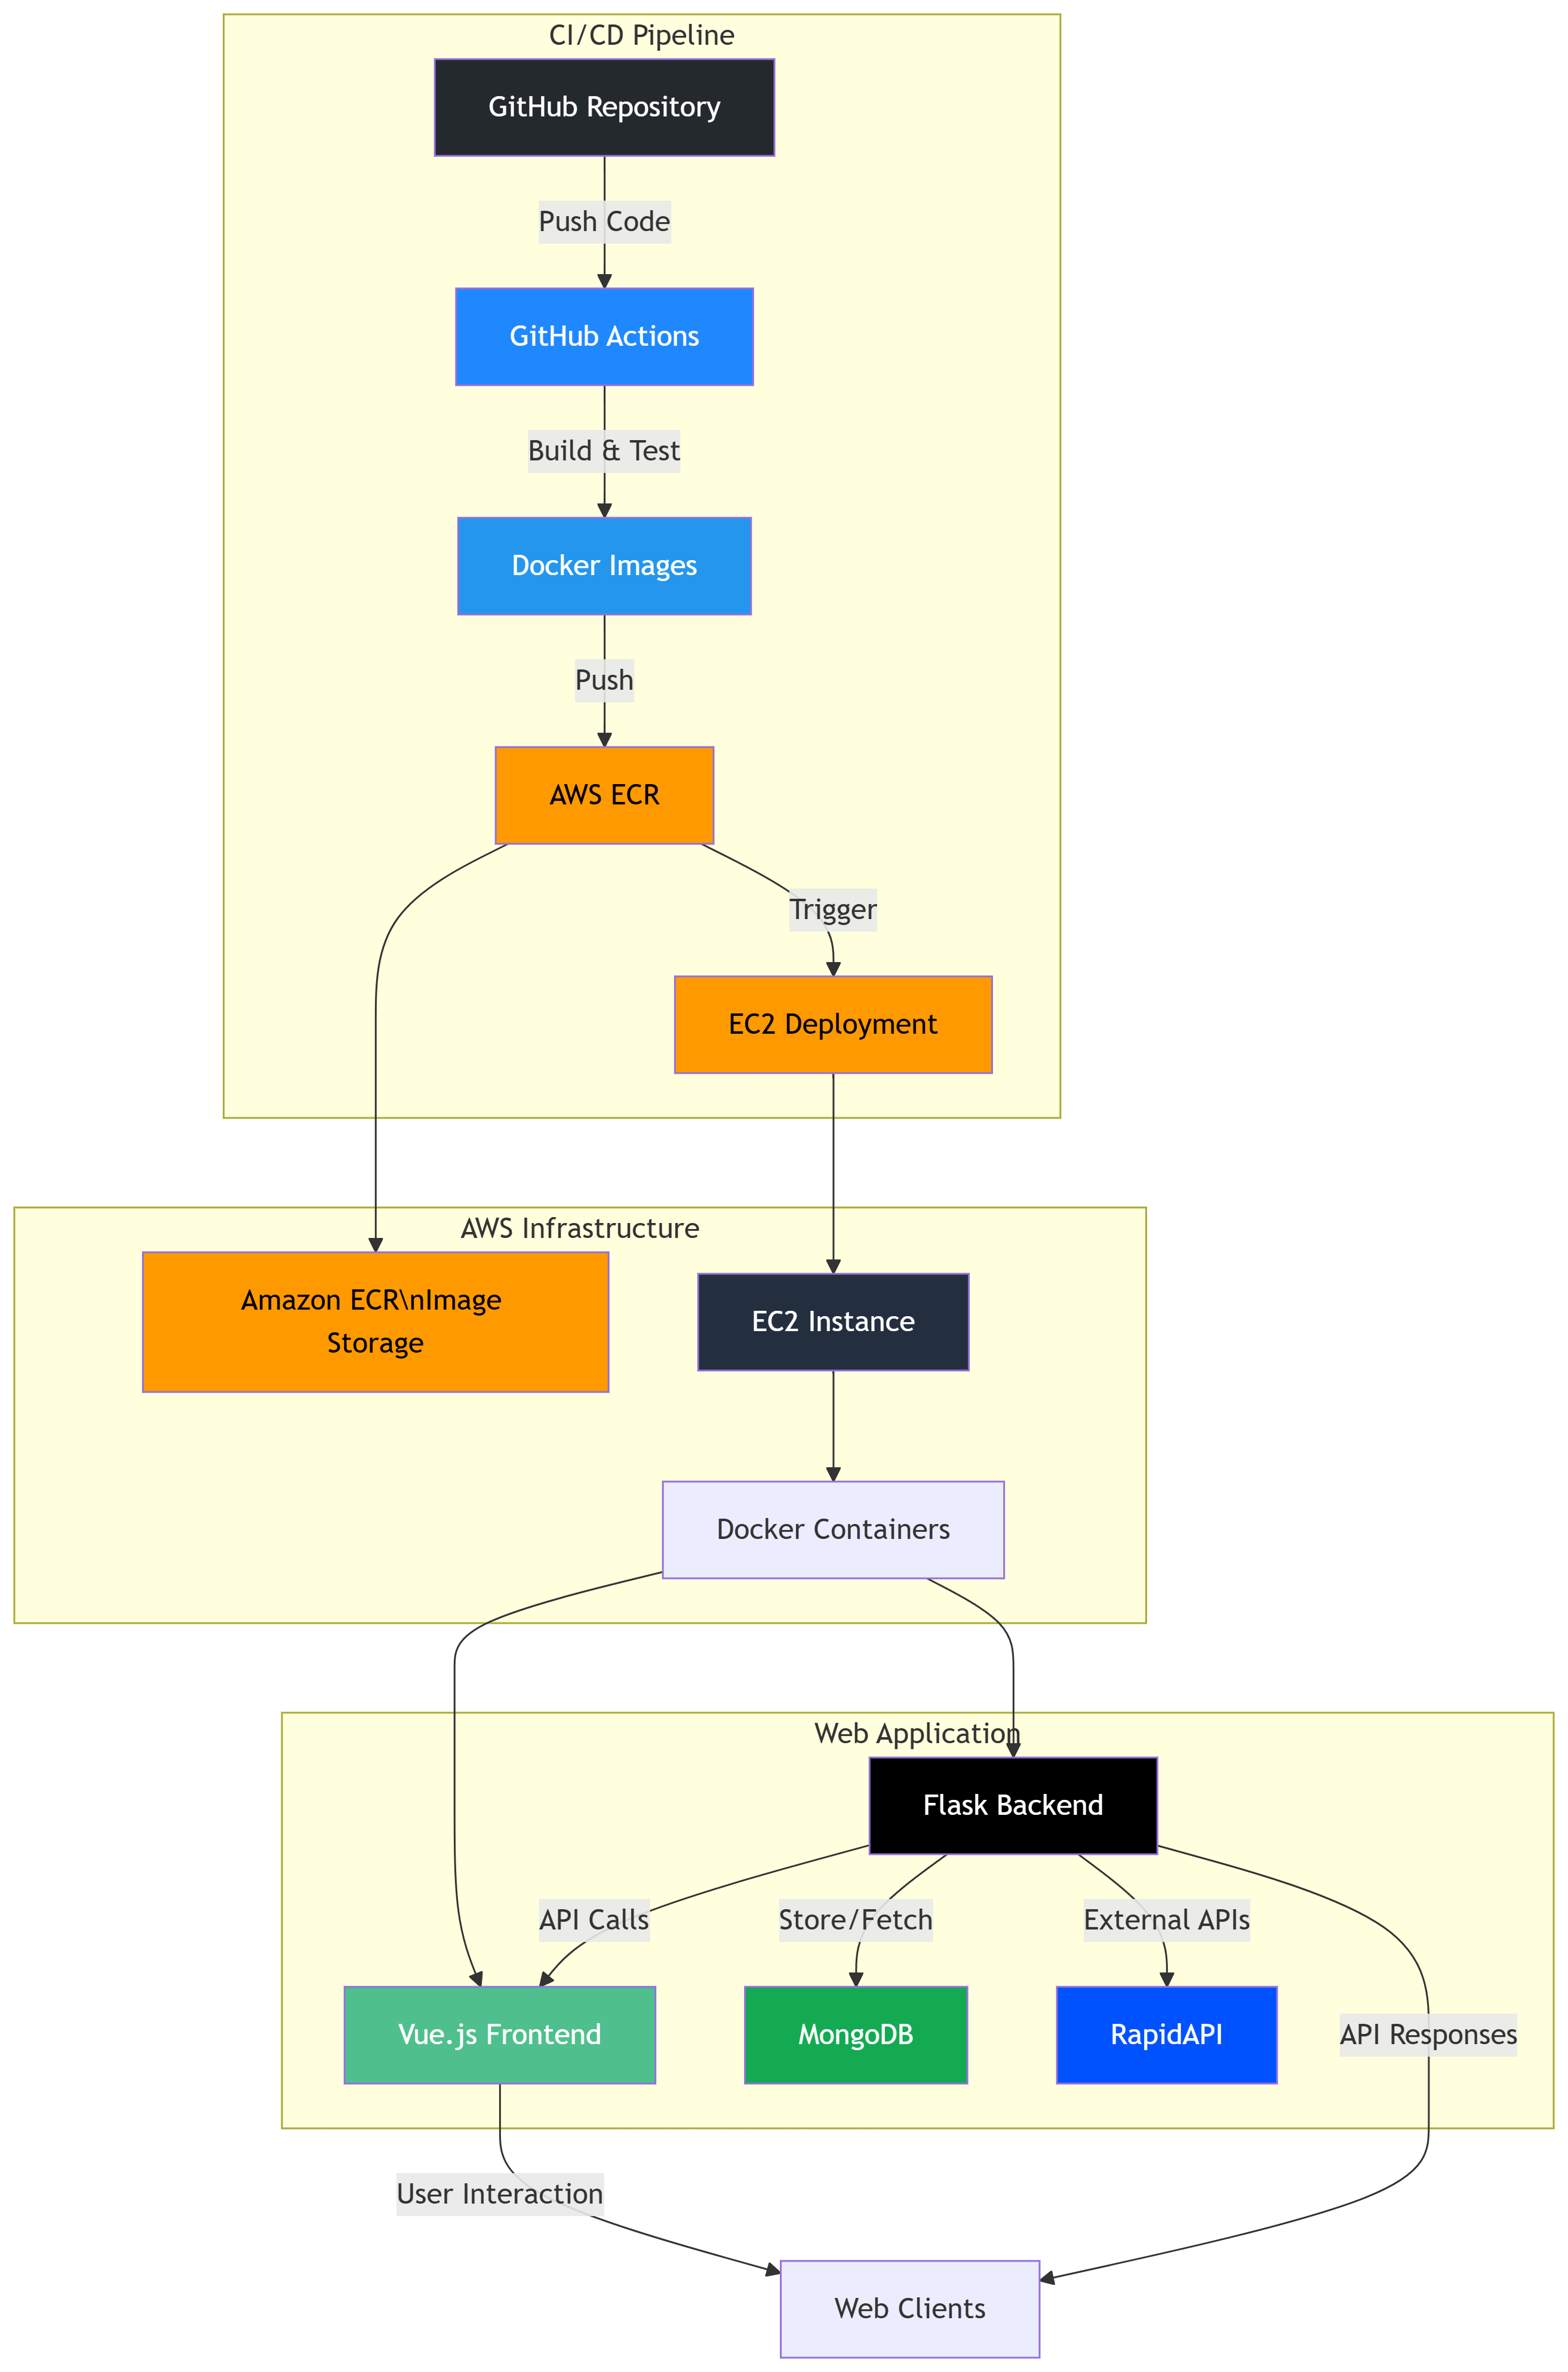 CI/CD Pipeline
GitHub Repository
Push Code
GitHub Actions
Build & Test
Docker Images
Push
AWS ECR
Trigger
EC2 Deployment
AWS Infrastructure
Amazon ECR\nImage
Storage
EC2 Instance
Docker Containers
Web Application
Flask Backend
API Calls
Store/Fetch
External APIs
Vue.js Frontend
MongoDB
RapidAPI
API Responses
User Interaction
Web Clients